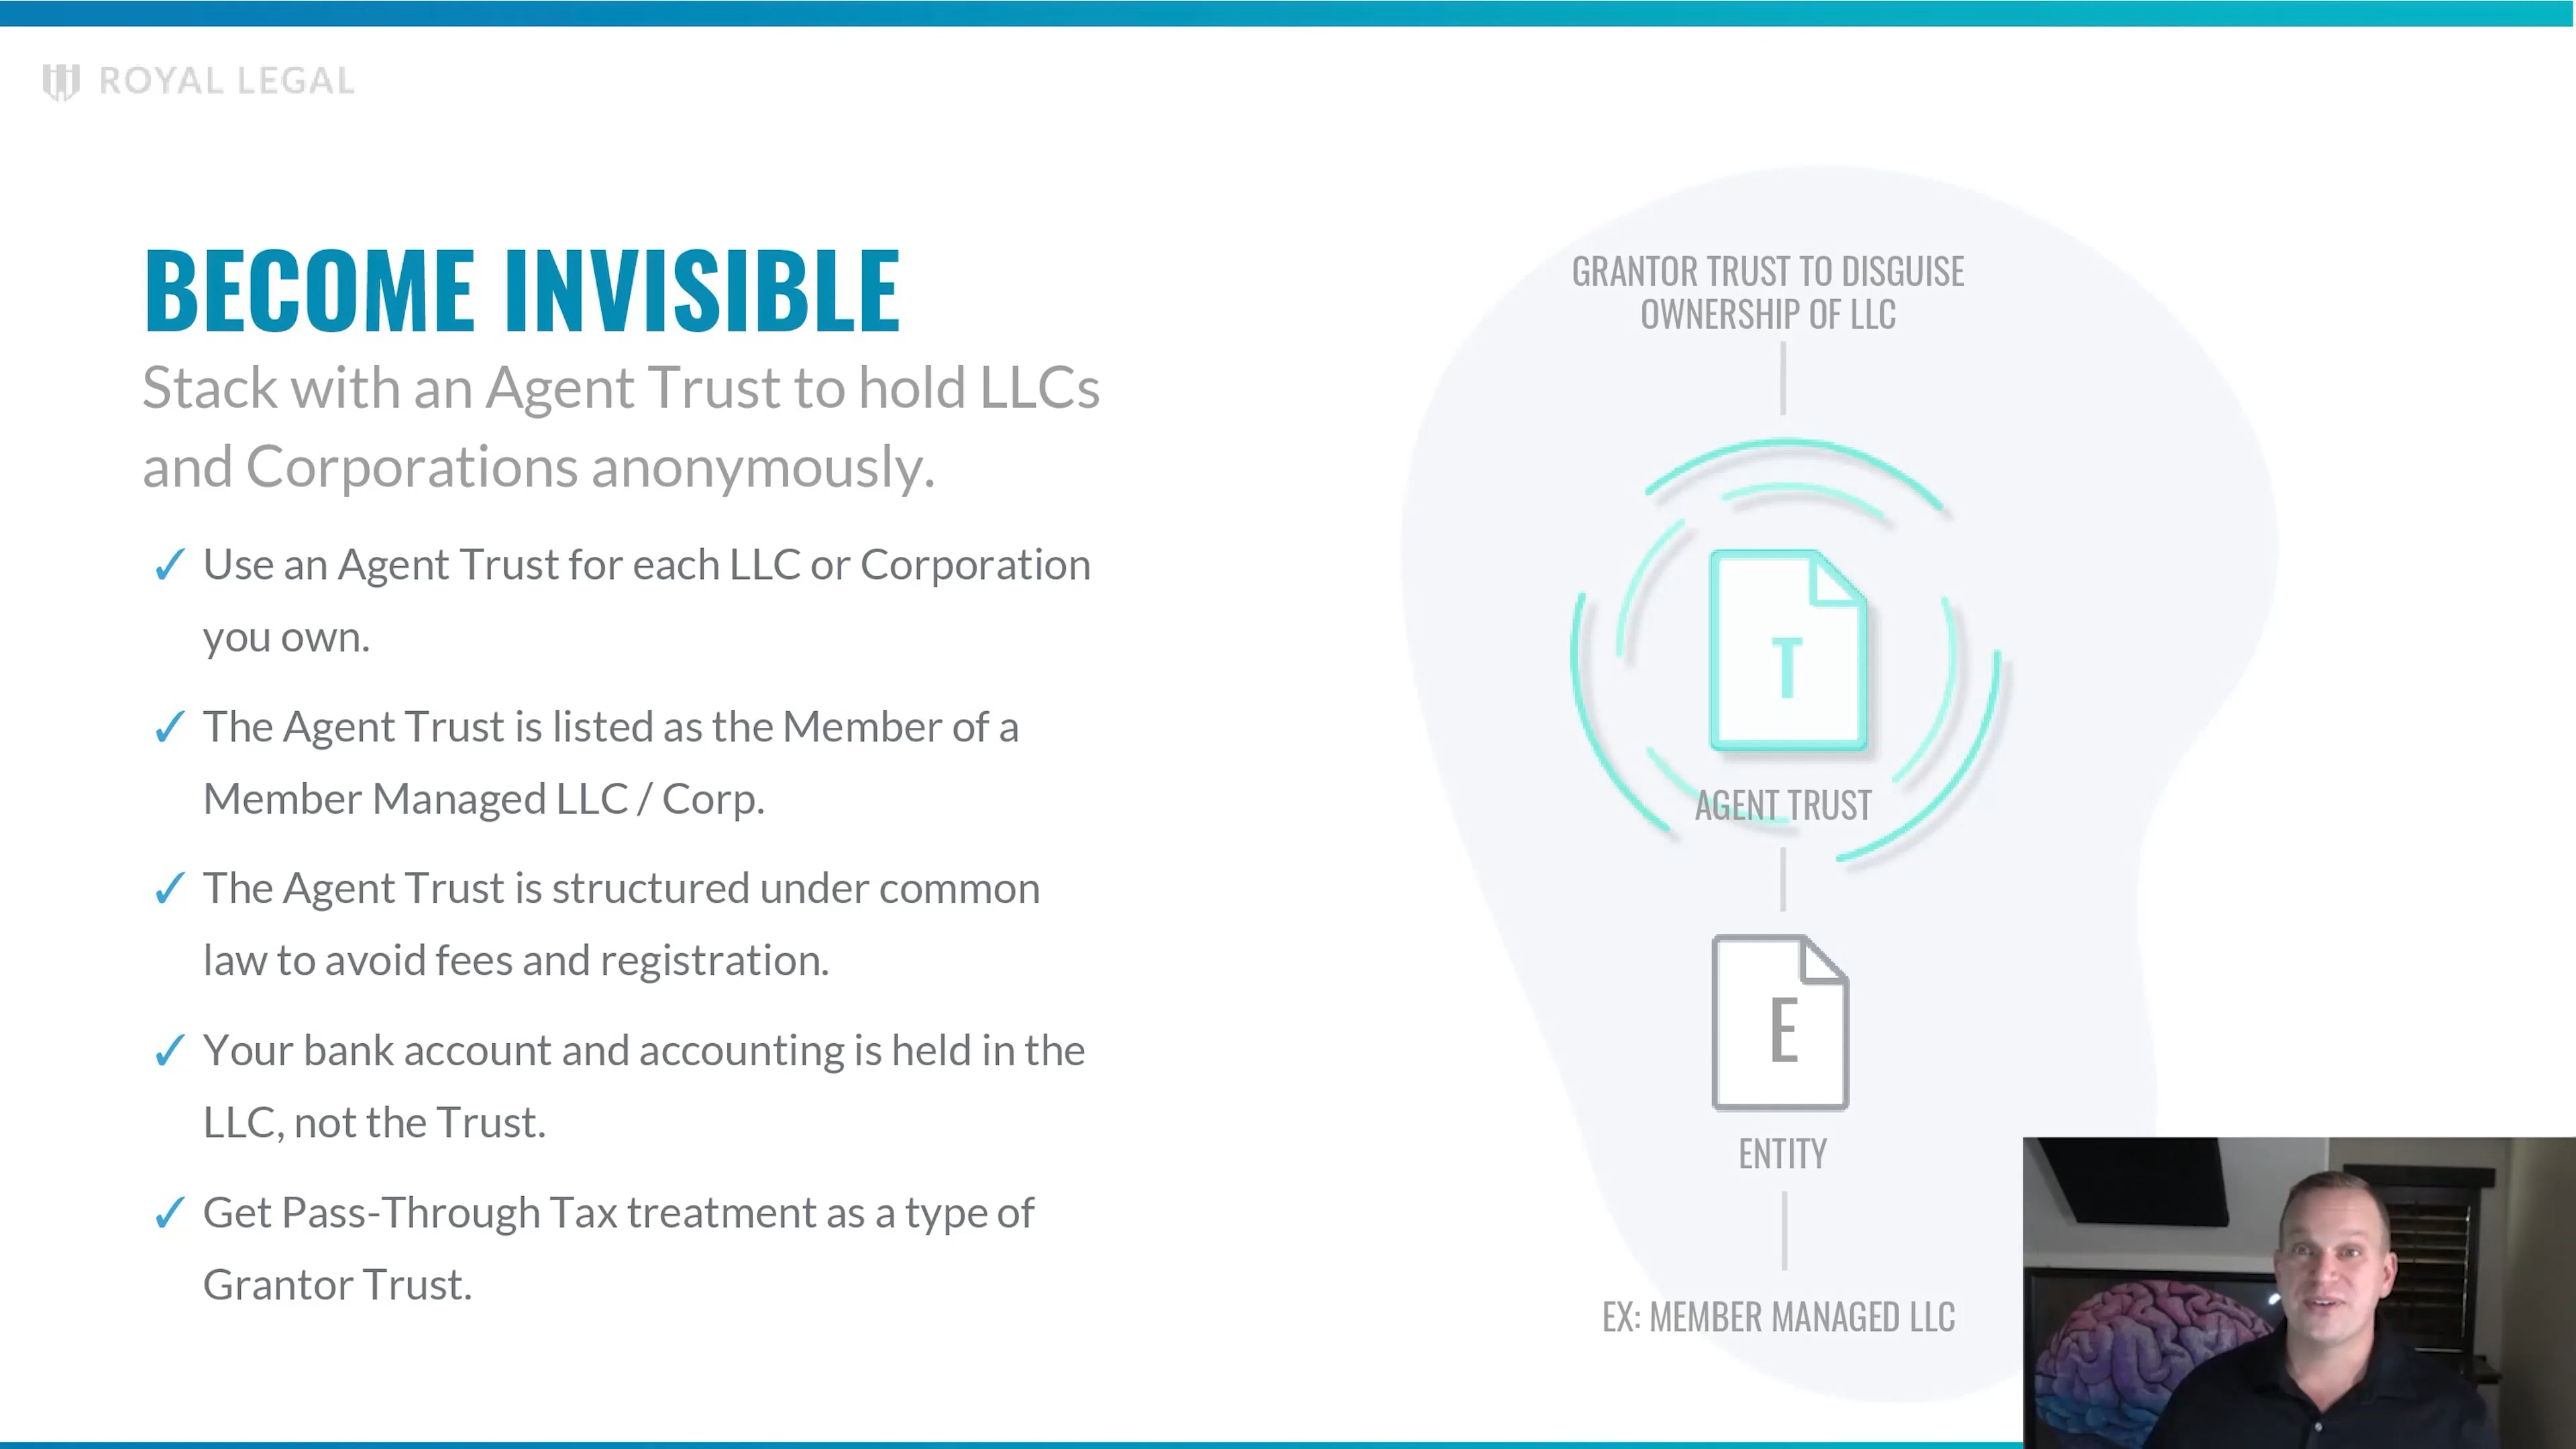 ROYAL LEGAL
BECOME INVISIBLE
Stack with an Agent Trust to hold LLCs
and Corporations anonymously.
✓ Use an Agent Trust for each LLC or Corporation
you own.
✓ The Agent Trust is listed as the Member of a
Member Managed LLC / Corp.
✓ The Agent Trust is structured under common
law to avoid fees and registration.
✓ Your bank account and accounting is held in the
LLC, not the Trust.
✓ Get Pass-Through Tax treatment as a type of
Grantor Trust.
GRANTOR TRUST TO DISGUISE
OWNERSHIP OF LLC
T
AGENT TRUST
E
ENTITY
EX: MEMBER MANAGED LLC